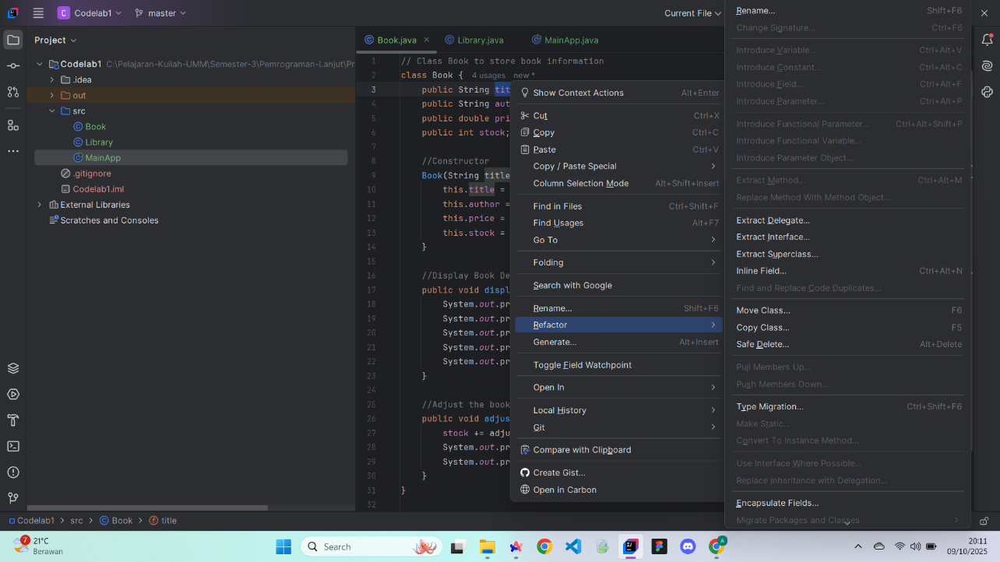 C Codelab1 master Current File
Project
Codelab1 C:\Pelajaran-Kuliah-UMM\Semester-3\Pemrograman-Lanjut\Pr
.idea
out
src
Book
Library
MainApp
.gitignore
Codelab1.iml
External Libraries
Scratches and Consoles
Book.java Library.java MainApp.java
1 // Class Book to store book information
2 class Book { 4 usages new *
3 public String tit
4 public String aut
5 public double pri
6 public int stock;
7
8 //Constructor
9 Book(String title
10 this.title =
11 this.author =
12 this.price =
13 this.stock =
14 }
15
16 //Display Book De
17 public void displ
18 System.out.pr
19 System.out.pr
20 System.out.pr
21 System.out.pr
22 System.out.pr
23 }
24
25 //Adjust the book
26 public void adjus
27 stock += adju
28 System.out.pr
29 System.out.pr
30 }
31 }
32
Show Context Actions Alt+Enter
Cut Ctrl+X
Copy Ctrl+C
Paste Ctrl+V
Copy / Paste Special
Column Selection Mode Alt+Shift+Insert
Find in Files Ctrl+Shift+F
Find Usages Alt+F7
Go To
Folding
Search with Google
Rename... Shift+F6
Refactor
Generate... Alt+Insert
Toggle Field Watchpoint
Open In
Local History
Git
Compare with Clipboard
Create Gist...
Open in Carbon
Rename... Shift+F6
Change Signature... Ctrl+F6
Introduce Variable... Ctrl+Alt+V
Introduce Constant... Ctrl+Alt+C
Introduce Field... Ctrl+Alt+F
Introduce Parameter... Ctrl+Alt+P
Introduce Functional Parameter... Ctrl+Alt+Shift+P
Introduce Functional Variable...
Introduce Parameter Object...
Extract Method... Ctrl+Alt+M
Replace Method With Method Object...
Extract Delegate...
Extract Interface...
Extract Superclass...
Inline Field... Ctrl+Alt+N
Find and Replace Code Duplicates...
Move Class... F6
Copy Class... F5
Safe Delete... Alt+Delete
Pull Members Up...
Push Members Down...
Type Migration... Ctrl+Shift+F6
Make Static...
Convert To Instance Method...
Use Interface Where Possible...
Replace Inheritance with Delegation...
Encapsulate Fields...
Migrate Packages and Classes
Codelab1 src Book title
7 21°C
Berawan
Search
20:11
09/10/2025